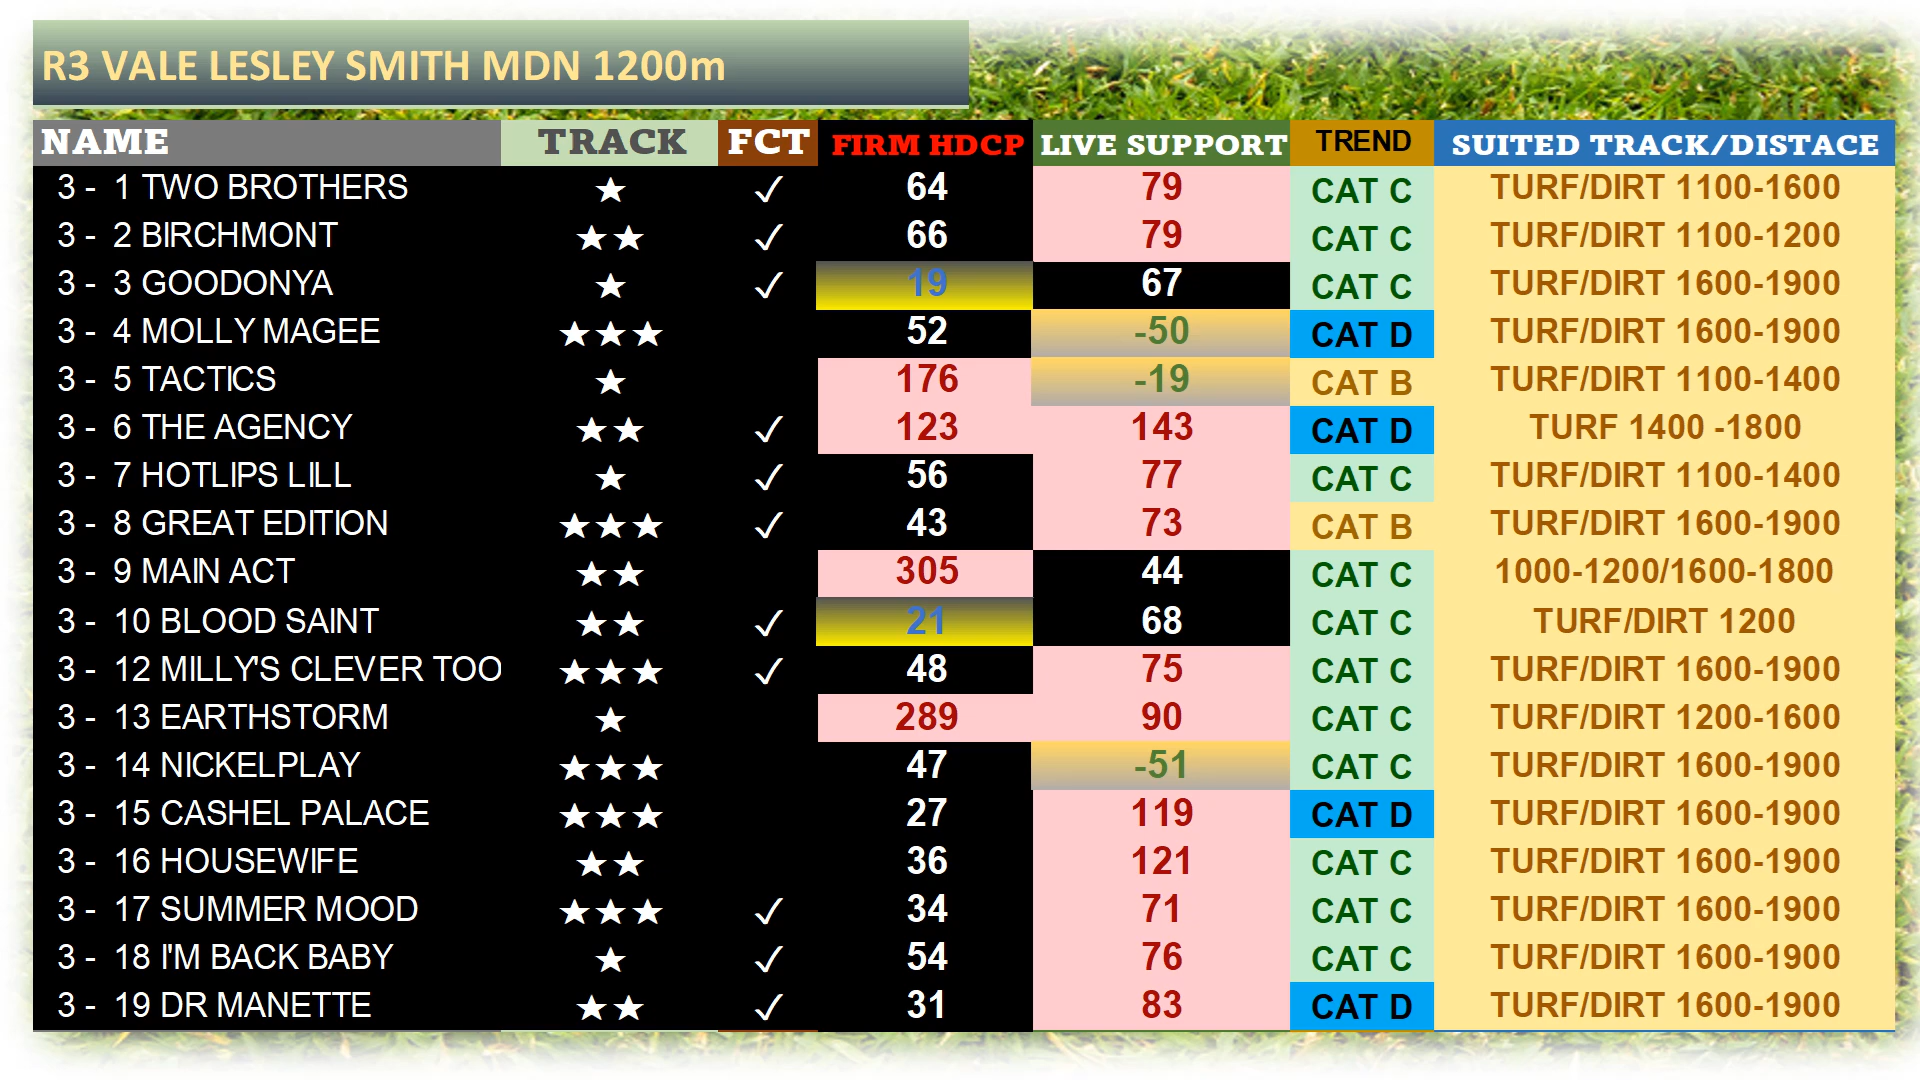 R3 VALE LESLEY SMITH MDN 1200m
NAME TRACK FCT FIRM HDCP LIVE SUPPORT TREND SUITED TRACK/DISTACE
3 - 1 TWO BROTHERS ★ ✓ 64 79 CAT C TURF/DIRT 1100-1600
3 - 2 BIRCHMONT ★★ ✓ 66 79 CAT C TURF/DIRT 1100-1200
3 - 3 GOODONYA ★ ✓ 19 67 CAT C TURF/DIRT 1600-1900
3 - 4 MOLLY MAGEE ★★★ 52 -50 CAT D TURF/DIRT 1600-1900
3 - 5 TACTICS ★ 176 -19 CAT B TURF/DIRT 1100-1400
3 - 6 THE AGENCY ★★ ✓ 123 143 CAT D TURF 1400 -1800
3 - 7 HOTLIPS LILL ★ ✓ 56 77 CAT C TURF/DIRT 1100-1400
3 - 8 GREAT EDITION ★★★ ✓ 43 73 CAT B TURF/DIRT 1600-1900
3 - 9 MAIN ACT ★★ 305 44 CAT C 1000-1200/1600-1800
3 - 10 BLOOD SAINT ★★ ✓ 21 68 CAT C TURF/DIRT 1200
3 - 12 MILLY'S CLEVER TOO ★★★ ✓ 48 75 CAT C TURF/DIRT 1600-1900
3 - 13 EARTHSTORM ★ 289 90 CAT C TURF/DIRT 1200-1600
3 - 14 NICKELPLAY ★★★ 47 -51 CAT C TURF/DIRT 1600-1900
3 - 15 CASHEL PALACE ★★★ 27 119 CAT D TURF/DIRT 1600-1900
3 - 16 HOUSEWIFE ★★ 36 121 CAT C TURF/DIRT 1600-1900
3 - 17 SUMMER MOOD ★★★ ✓ 34 71 CAT C TURF/DIRT 1600-1900
3 - 18 I'M BACK BABY ★ ✓ 54 76 CAT C TURF/DIRT 1600-1900
3 - 19 DR MANETTE ★★ ✓ 31 83 CAT D TURF/DIRT 1600-1900